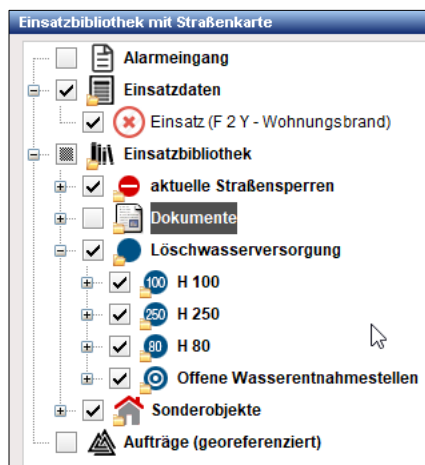 Einsatzbibliothek mit Straßenkarte
Alarmeingang
Einsatzdaten
Einsatz (F 2 Y - Wohnungsbrand)
Einsatzbibliothek
aktuelle Straßensperren
Dokumente
Löschwasserversorgung
100 H 100
250 H 250
80 H 80
Offene Wasserentnahmestellen
Sonderobjekte
Aufträge (georeferenziert)